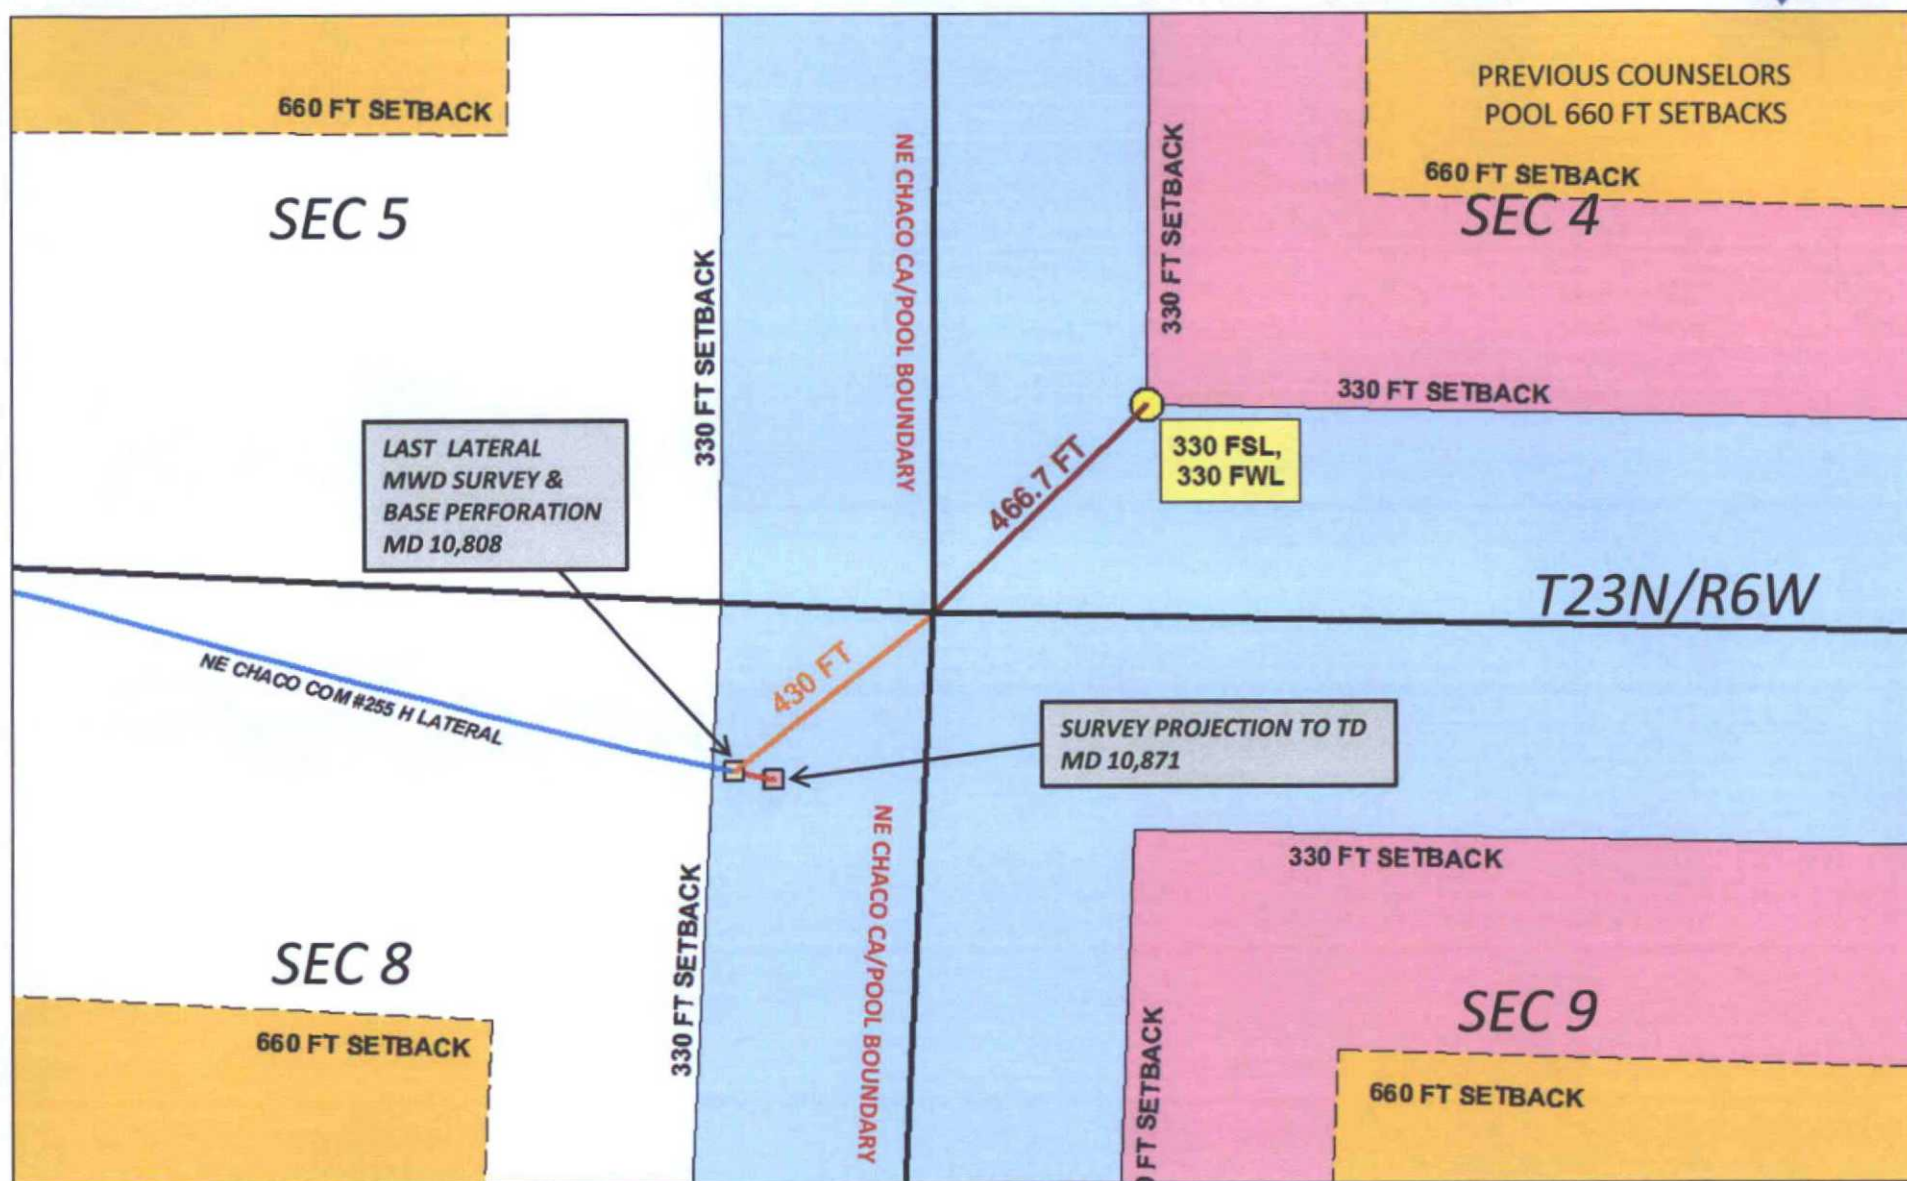 660 FT SETBACK
PREVIOUS COUNSELORS
POOL 660 FT SETBACKS
660 FT SETBACK
SEC 5
SEC 4
330 FT SETBACK
NE CHACO CA/POOL BOUNDARY
330 FT SETBACK
330 FT SETBACK
LAST LATERAL
MWD SURVEY &
BASE PERFORATION
MD 10,808
466.7 FT
330 FSL,
330 FWL
T23N/R6W
NE CHACO COM #255 H LATERAL
430 FT
SURVEY PROJECTION TO TD
MD 10,871
330 FT SETBACK
NE CHACO CA/POOL BOUNDARY
330 FT SETBACK
SEC 8
SEC 9
660 FT SETBACK
0 FT SETBACK
660 FT SETBACK